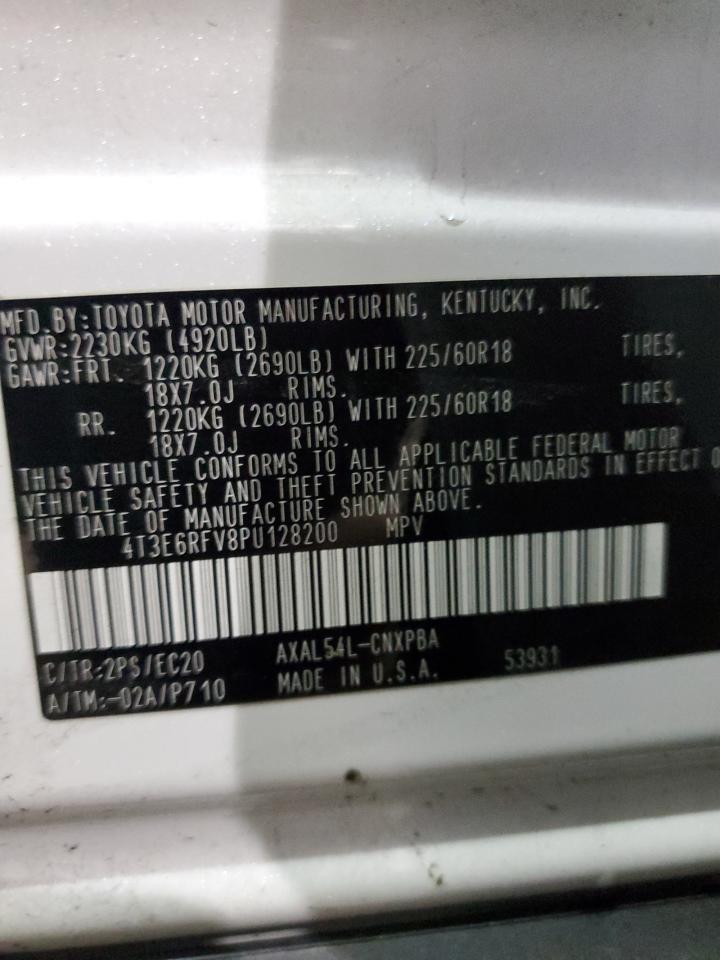 MFD.BY:TOYOTA MOTOR MANUFACTURING, KENTUCKY, INC.
GVWR:2230KG (4920LB)
GAWR:FRT. 1220KG (2690LB) WITH 225/60R18 TIRES,
18X7.0J RIMS.
RR. 1220KG (2690LB) WITH 225/60R18 TIRES,
18X7.0J RIMS.
THIS VEHICLE CONFORMS TO ALL APPLICABLE FEDERAL MOTOR
VEHICLE SAFETY AND THEFT PREVENTION STANDARDS IN EFFECT O
THE DATE OF MANUFACTURE SHOWN ABOVE.
4T3E6RFV8PU128200 MPV
C/TR:2PS/EC20 AXAL54L-CNXPBA 53931
A/TM:-02A/P710 MADE IN U.S.A.